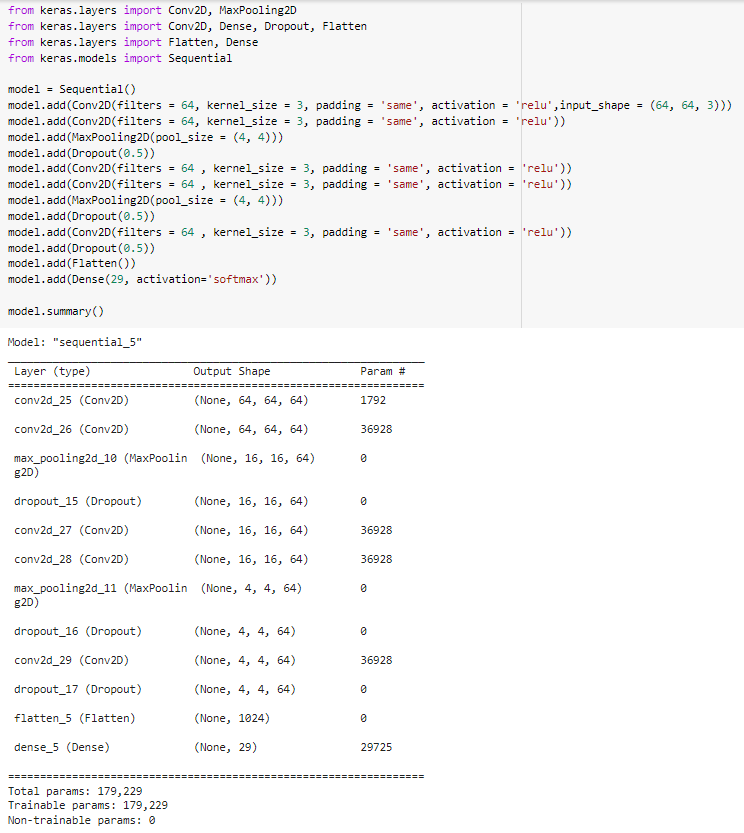 from keras.layers import Conv2D, MaxPooling2D
from keras.layers import Conv2D, Dense, Dropout, Flatten
from keras.layers import Flatten, Dense
from keras.models import Sequential
model = Sequential()
model.add(Conv2D(filters = 64, kernel_size = 3, padding = 'same', activation = 'relu',input_shape = (64, 64, 3)))
model.add(Conv2D(filters = 64, kernel_size = 3, padding = 'same', activation = 'relu'))
model.add(MaxPooling2D(pool_size = (4, 4)))
model.add(Dropout(0.5))
model.add(Conv2D(filters = 64 , kernel_size = 3, padding = 'same', activation = 'relu'))
model.add(Conv2D(filters = 64 , kernel_size = 3, padding = 'same', activation = 'relu'))
model.add(MaxPooling2D(pool_size = (4, 4)))
model.add(Dropout(0.5))
model.add(Conv2D(filters = 64 , kernel_size = 3, padding = 'same', activation = 'relu'))
model.add(Dropout(0.5))
model.add(Flatten())
model.add(Dense(29, activation='softmax'))
model.summary()
Model: "sequential_5"
Layer (type) Output Shape Param #
conv2d_25 (Conv2D) (None, 64, 64, 64) 1792
conv2d_26 (Conv2D) (None, 64, 64, 64) 36928
max_pooling2d_10 (MaxPoolin (None, 16, 16, 64) 0
g2D)
dropout_15 (Dropout) (None, 16, 16, 64) 0
conv2d_27 (Conv2D) (None, 16, 16, 64) 36928
conv2d_28 (Conv2D) (None, 16, 16, 64) 36928
max_pooling2d_11 (MaxPoolin (None, 4, 4, 64) 0
g2D)
dropout_16 (Dropout) (None, 4, 4, 64) 0
conv2d_29 (Conv2D) (None, 4, 4, 64) 36928
dropout_17 (Dropout) (None, 4, 4, 64) 0
flatten_5 (Flatten) (None, 1024) 0
dense_5 (Dense) (None, 29) 29725
Total params: 179,229
Trainable params: 179,229
Non-trainable params: 0